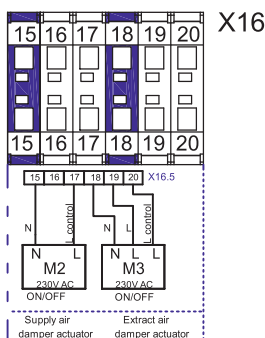 X16
15 16 17 18 19 20
15 16 17 18 19 20
15 16 17 18 19 20 X16.5
N L control N L L control
N L N L L
M2 M3
230V AC 230V AC
ON/OFF ON/OFF
Supply air Extract air
damper actuator damper actuator